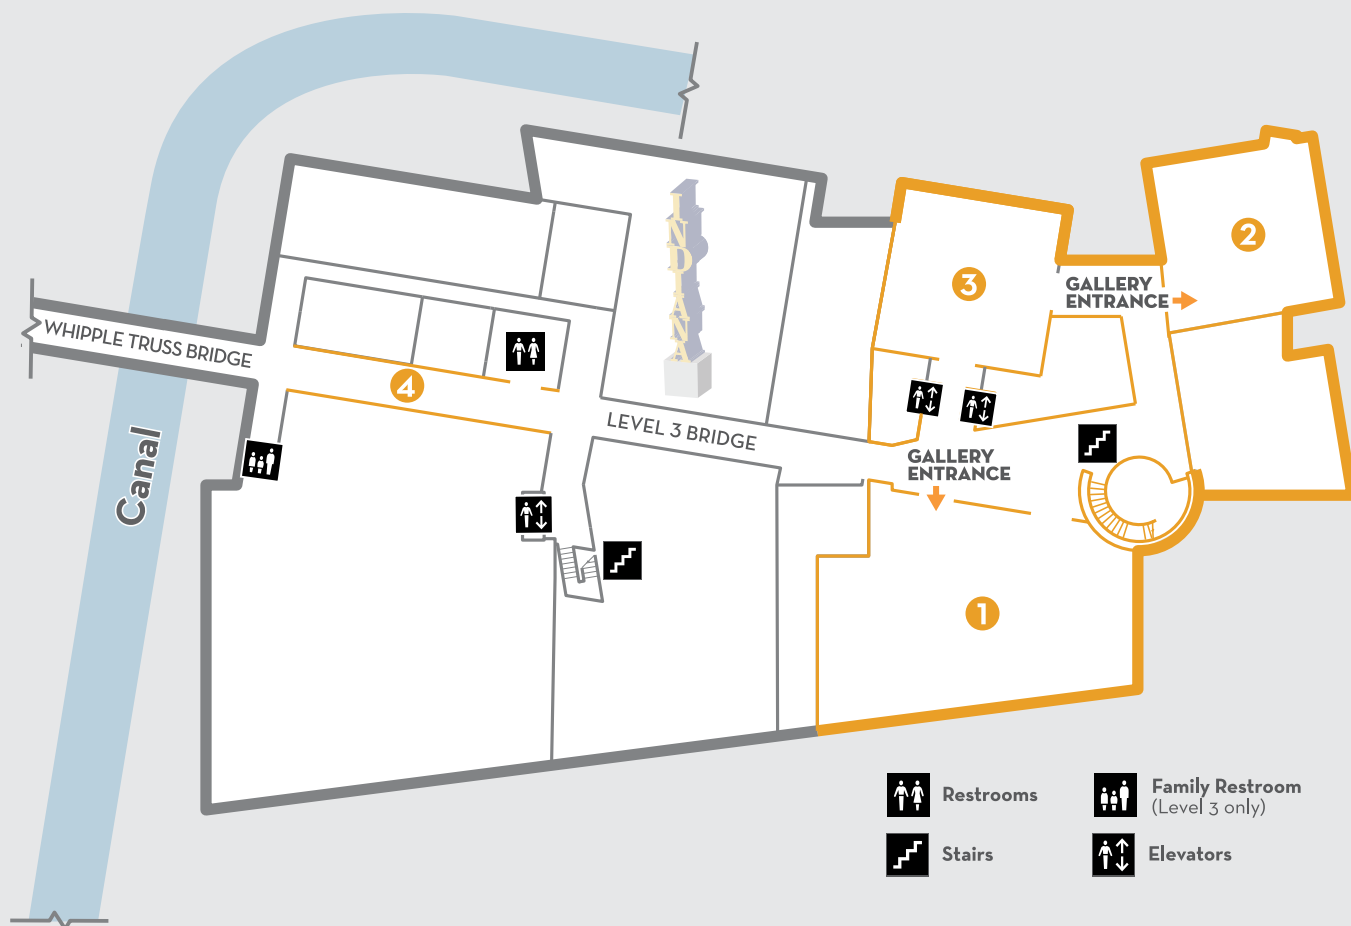 INDIANA
2
3
GALLERY
ENTRANCE
WHIPPLE TRUSS BRIDGE
4
LEVEL 3 BRIDGE
GALLERY
ENTRANCE
Canal
1
Restrooms
Family Restroom
(Level 3 only)
Stairs
Elevators